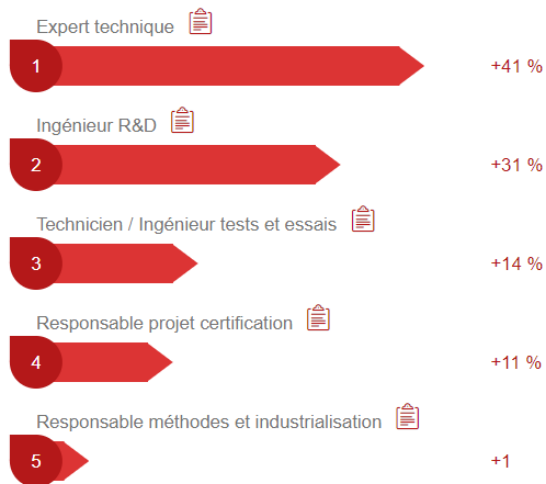 Expert technique
1 +41 %
Ingénieur R&D
2 +31 %
Technicien / Ingénieur tests et essais
3 +14 %
Responsable projet certification
4 +11 %
Responsable méthodes et industrialisation
5 +1